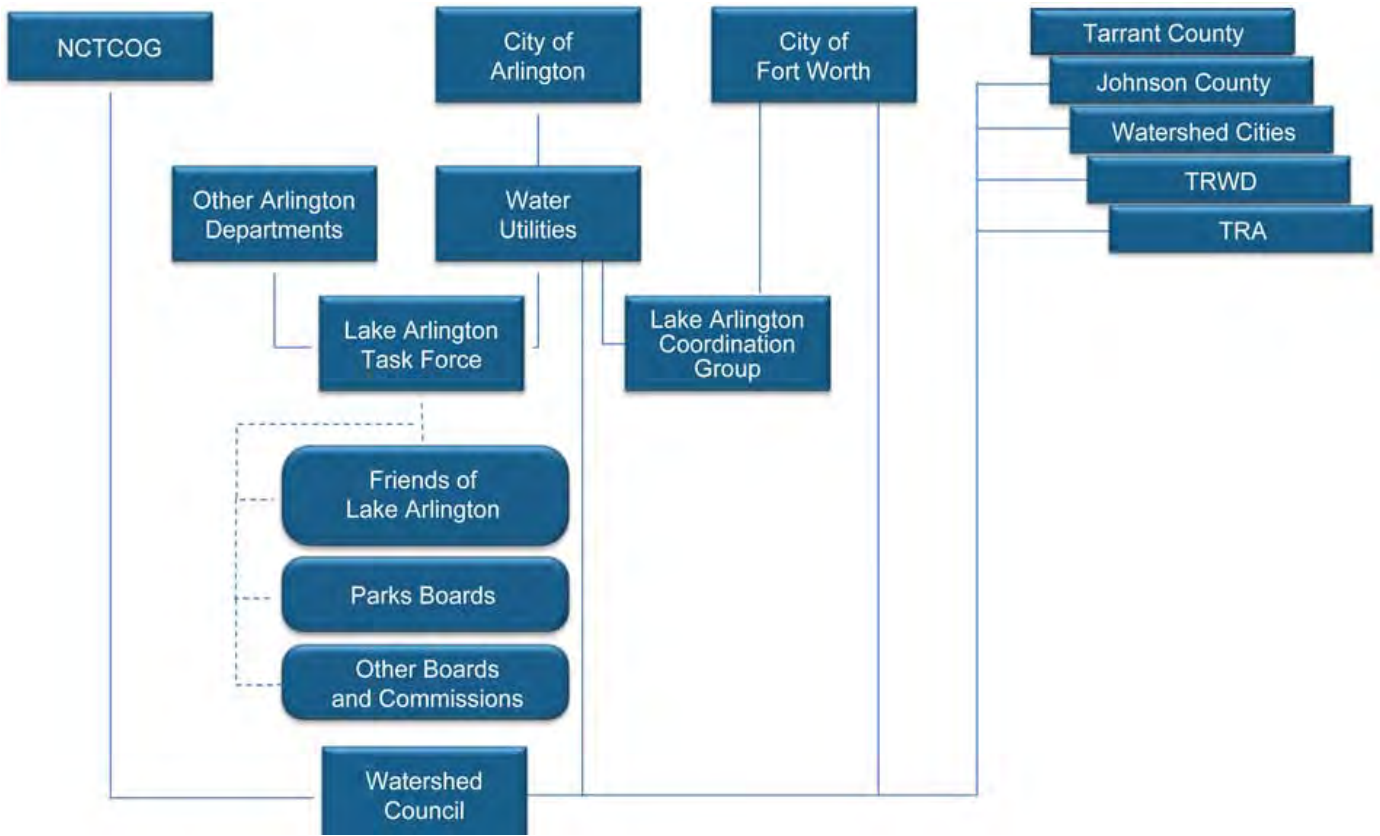 NCTCOG
City of
Arlington
City of
Fort Worth
Tarrant County
Johnson County
Watershed Cities
TRWD
TRA
Other Arlington
Departments
Water
Utilities
Lake Arlington
Task Force
Lake Arlington
Coordination
Group
Friends of
Lake Arlington
Parks Boards
Other Boards
and Commissions
Watershed
Council